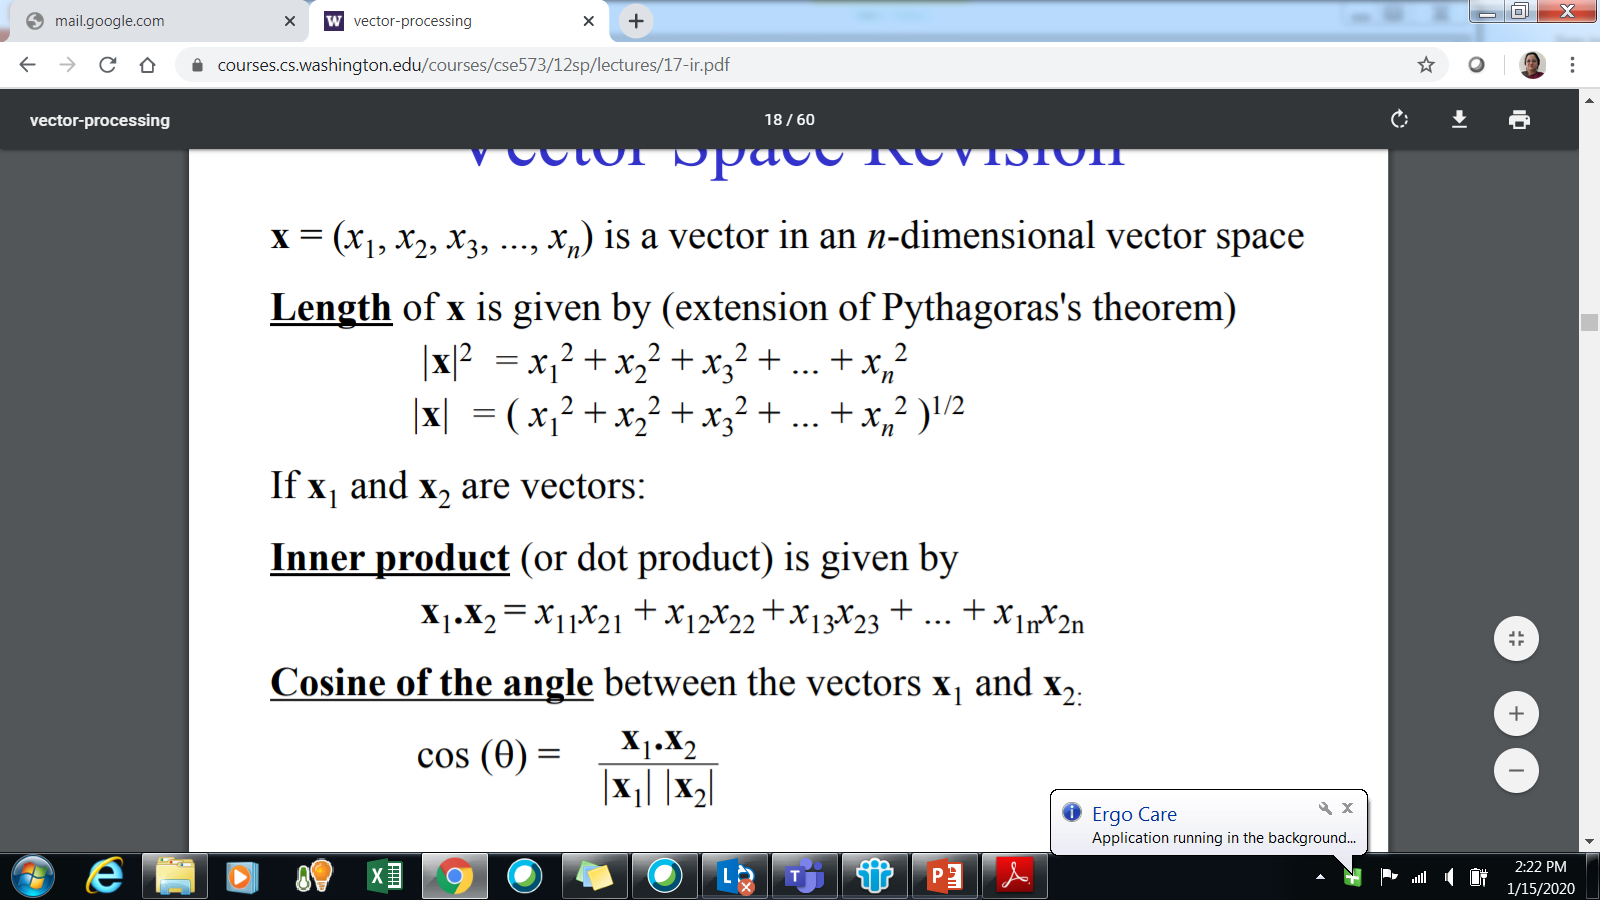 mail.google.com
vector-processing
courses.cs.washington.edu/courses/cse573/12sp/lectures/17-ir.pdf
vector-processing
18 / 60
Vector Space Revision
x = (x₁, x₂, x₃, ..., xₙ) is a vector in an n-dimensional vector space
Length of x is given by (extension of Pythagoras's theorem)
|x|² = x₁² + x₂² + x₃² + ... + xₙ²
|x| = ( x₁² + x₂² + x₃² + ... + xₙ² )¹/²
If x₁ and x₂ are vectors:
Inner product (or dot product) is given by
x₁.x₂ = x₁₁x₂₁ + x₁₂x₂₂ + x₁₃x₂₃ + ... + x₁ₙx₂ₙ
Cosine of the angle between the vectors x₁ and x₂:
cos (θ) =
x₁.x₂
|x₁| |x₂|
Ergo Care
Application running in the background...
2:22 PM
1/15/2020